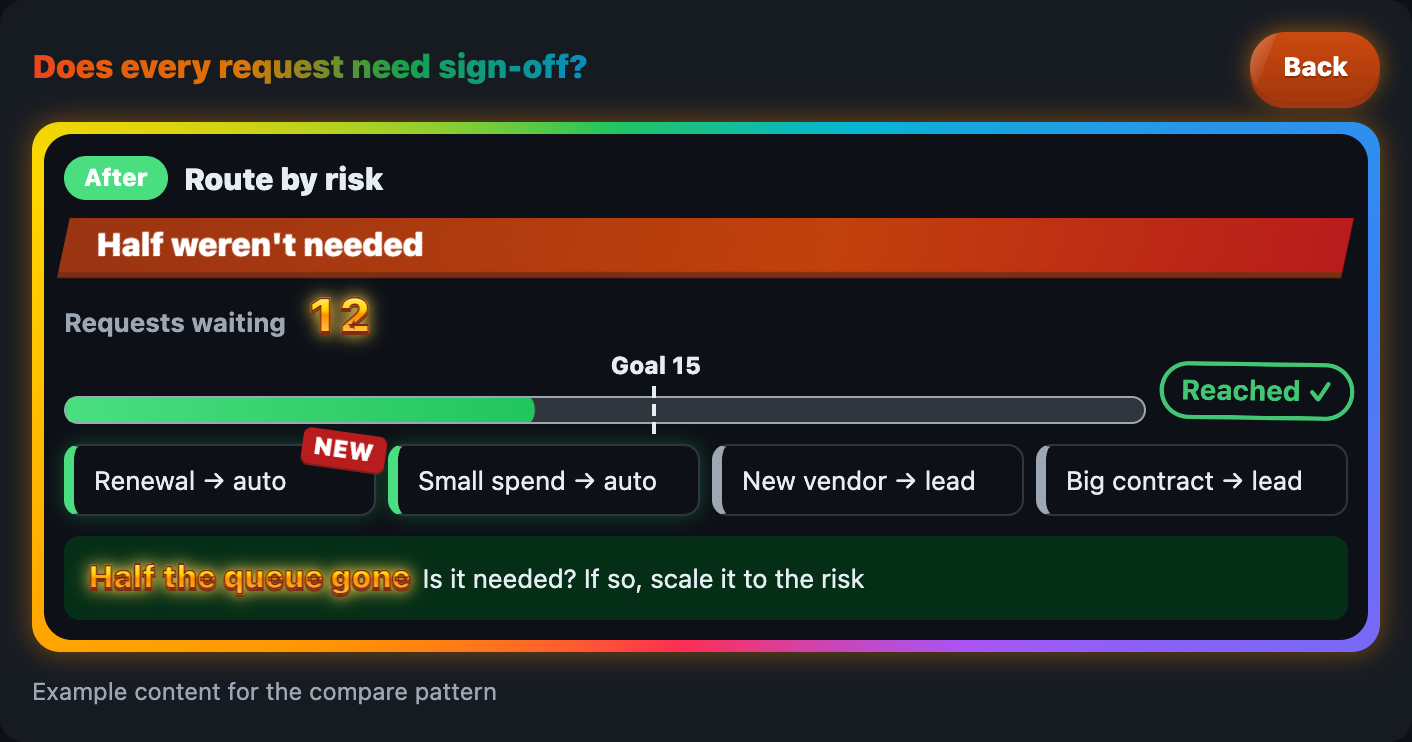 Does every request need sign-off?
Back
After
Route by risk
Half weren't needed
Requests waiting 12
Goal 15
Reached ✓
NEW
Renewal → auto
Small spend → auto
New vendor → lead
Big contract → lead
Half the queue gone Is it needed? If so, scale it to the risk
Example content for the compare pattern